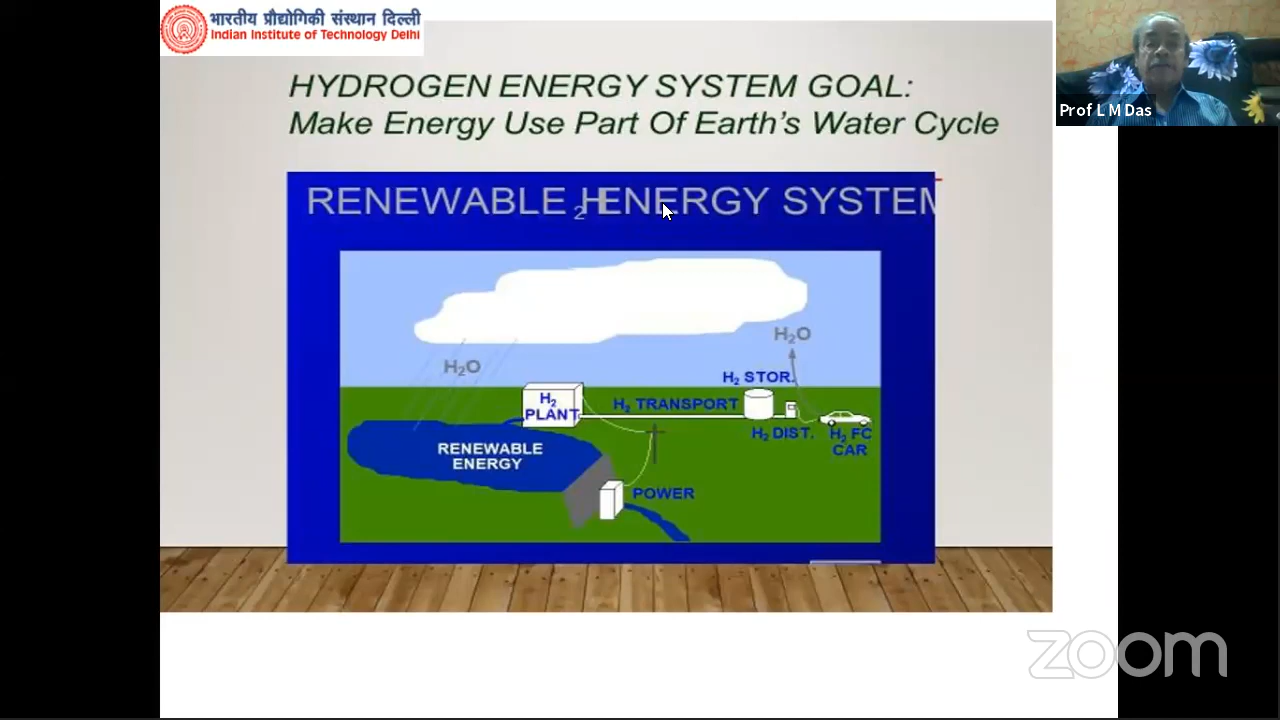 भारतीय प्रौद्योगिकी संस्थान दिल्ली
Indian Institute of Technology Delhi
Prof L M Das
HYDROGEN ENERGY SYSTEM GOAL:
Make Energy Use Part Of Earth's Water Cycle
RENEWABLE H₂ ENERGY SYSTEM
H₂O
H₂O
H₂ STOR.
H₂
PLANT
H₂ TRANSPORT
H₂ DIST.
H₂ FC
CAR
RENEWABLE
ENERGY
POWER
zoom